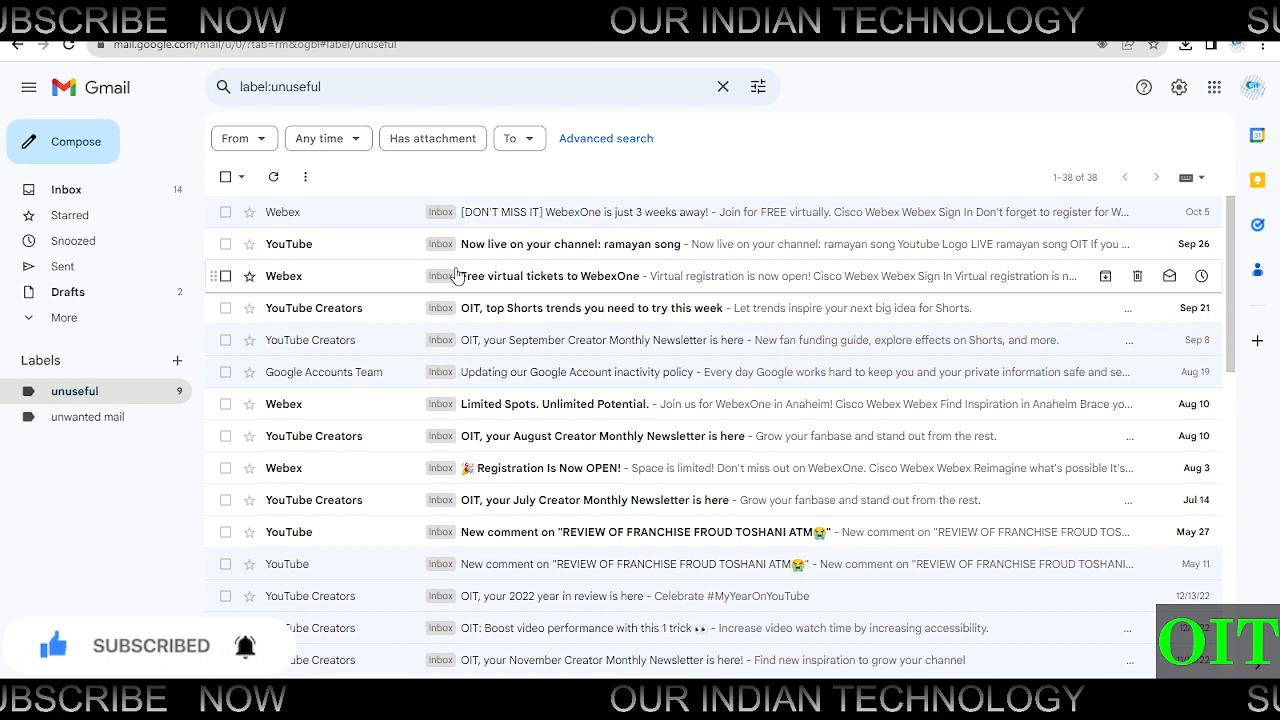 UBSCRIBE NOW OUR INDIAN TECHNOLOGY SU
mail.google.com/mail/u/0/?tab=rm&ogbl#label/unuseful
Gmail
label:unuseful
Compose
From Any time Has attachment To Advanced search
1–38 of 38
Inbox 14
Starred
Snoozed
Sent
Drafts 2
More
Labels
unuseful 9
unwanted mail
Webex Inbox [DON'T MISS IT] WebexOne is just 3 weeks away! - Join for FREE virtually. Cisco Webex Webex Sign In Don't forget to register for W... Oct 5
YouTube Inbox Now live on your channel: ramayan song - Now live on your channel: ramayan song Youtube Logo LIVE ramayan song OIT If you ... Sep 26
Webex Inbox Free virtual tickets to WebexOne - Virtual registration is now open! Cisco Webex Webex Sign In Virtual registration is n...
YouTube Creators Inbox OIT, top Shorts trends you need to try this week - Let trends inspire your next big idea for Shorts. ... Sep 21
YouTube Creators Inbox OIT, your September Creator Monthly Newsletter is here - New fan funding guide, explore effects on Shorts, and more. ... Sep 8
Google Accounts Team Inbox Updating our Google Account inactivity policy - Every day Google works hard to keep you and your private information safe and se... Aug 19
Webex Inbox Limited Spots. Unlimited Potential. - Join us for WebexOne in Anaheim! Cisco Webex Webex Find Inspiration in Anaheim Brace yo... Aug 10
YouTube Creators Inbox OIT, your August Creator Monthly Newsletter is here - Grow your fanbase and stand out from the rest. ... Aug 10
Webex Inbox 🎉 Registration Is Now OPEN! - Space is limited! Don't miss out on WebexOne. Cisco Webex Webex Reimagine what's possible It's... Aug 3
YouTube Creators Inbox OIT, your July Creator Monthly Newsletter is here - Grow your fanbase and stand out from the rest. ... Jul 14
YouTube Inbox New comment on "REVIEW OF FRANCHISE FROUD TOSHANI ATM😭" - New comment on "REVIEW OF FRANCHISE FROUD TOS... May 27
YouTube Inbox New comment on "REVIEW OF FRANCHISE FROUD TOSHANI ATM😭" - New comment on "REVIEW OF FRANCHISE FROUD TOSHANI... May 11
YouTube Creators Inbox OIT, your 2022 year in review is here - Celebrate #MyYearOnYouTube 12/13/22
Creators Inbox OIT: Boost video performance with this 1 trick 👀 - Increase video watch time by increasing accessibility. ...
Creators Inbox OIT, your November Creator Monthly Newsletter is here! - Find new inspiration to grow your channel ...
SUBSCRIBED
OIT
UBSCRIBE NOW OUR INDIAN TECHNOLOGY SU